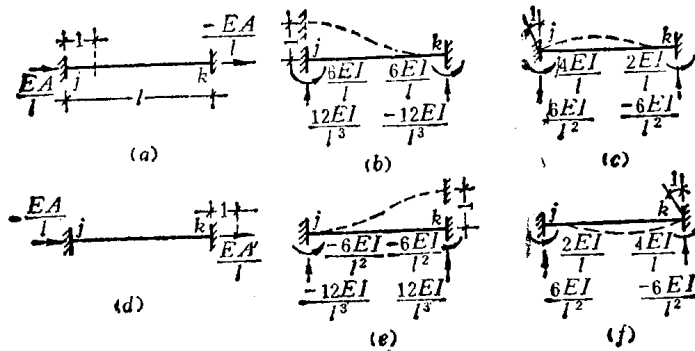 1
-EA/l
j
k
EA/l
l
(a)
1
j
k
6EI/l
6EI/l
12EI/l³
-12EI/l³
(b)
1
j
k
4EI/l
2EI/l
6EI/l²
-6EI/l²
(c)
-EA/l
j
k
1
EA/l
(d)
j
k
1
-6EI/l²
-6EI/l²
-12EI/l³
12EI/l³
(e)
1
j
k
2EI/l
4EI/l
6EI/l²
-6EI/l²
(f)